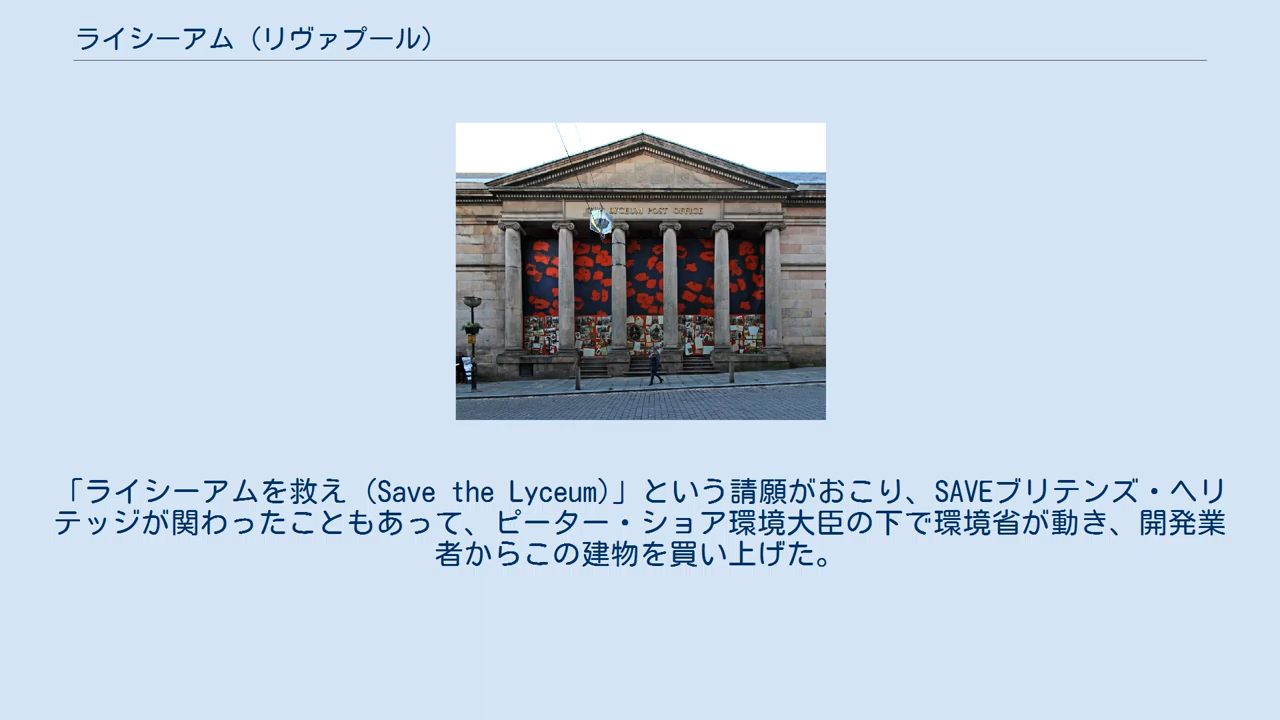 ライシーアム（リヴァプール）
LYCEUM POST OFFICE
「ライシーアムを救え（Save the Lyceum)」という請願がおこり、SAVEブリテンズ・ヘリ
テッジが関わったこともあって、ピーター・ショア環境大臣の下で環境省が動き、開発業
者からこの建物を買い上げた。